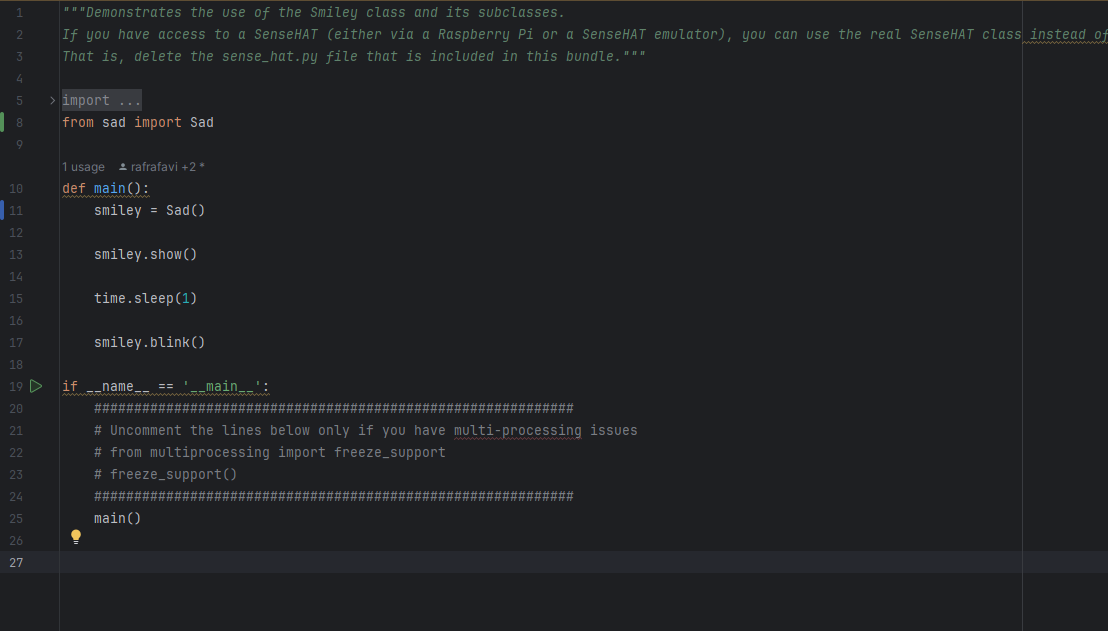 1 """Demonstrates the use of the Smiley class and its subclasses.
2 If you have access to a SenseHAT (either via a Raspberry Pi or a SenseHAT emulator), you can use the real SenseHAT class instead of
3 That is, delete the sense_hat.py file that is included in this bundle."""
4
5 import ...
8 from sad import Sad
9
1 usage rafrafavi +2 *
10 def main():
11     smiley = Sad()
12
13     smiley.show()
14
15     time.sleep(1)
16
17     smiley.blink()
18
19 if __name__ == '__main__':
20     ############################################################
21     # Uncomment the lines below only if you have multi-processing issues
22     # from multiprocessing import freeze_support
23     # freeze_support()
24     ############################################################
25     main()
26
27